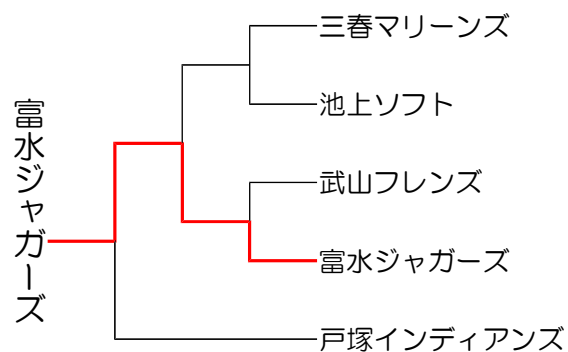 富水ジャガーズ
三春マリーンズ
池上ソフト
武山フレンズ
富水ジャガーズ
戸塚インディアンズ